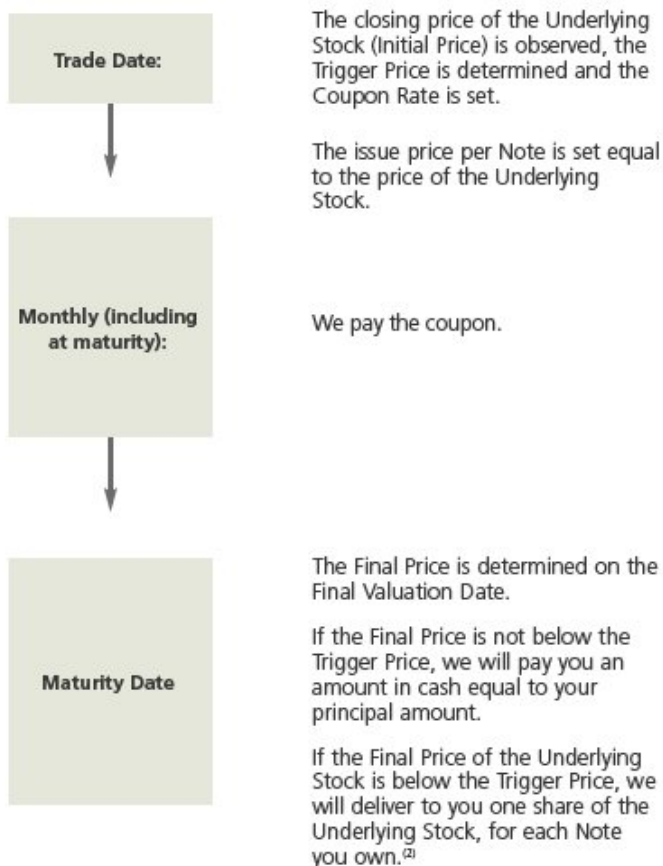 Trade Date:
The closing price of the Underlying
Stock (Initial Price) is observed, the
Trigger Price is determined and the
Coupon Rate is set.
The issue price per Note is set equal
to the price of the Underlying
Stock.
Monthly (including
at maturity):
We pay the coupon.
Maturity Date
The Final Price is determined on the
Final Valuation Date.
If the Final Price is not below the
Trigger Price, we will pay you an
amount in cash equal to your
principal amount.
If the Final Price of the Underlying
Stock is below the Trigger Price, we
will deliver to you one share of the
Underlying Stock, for each Note
you own.(2)